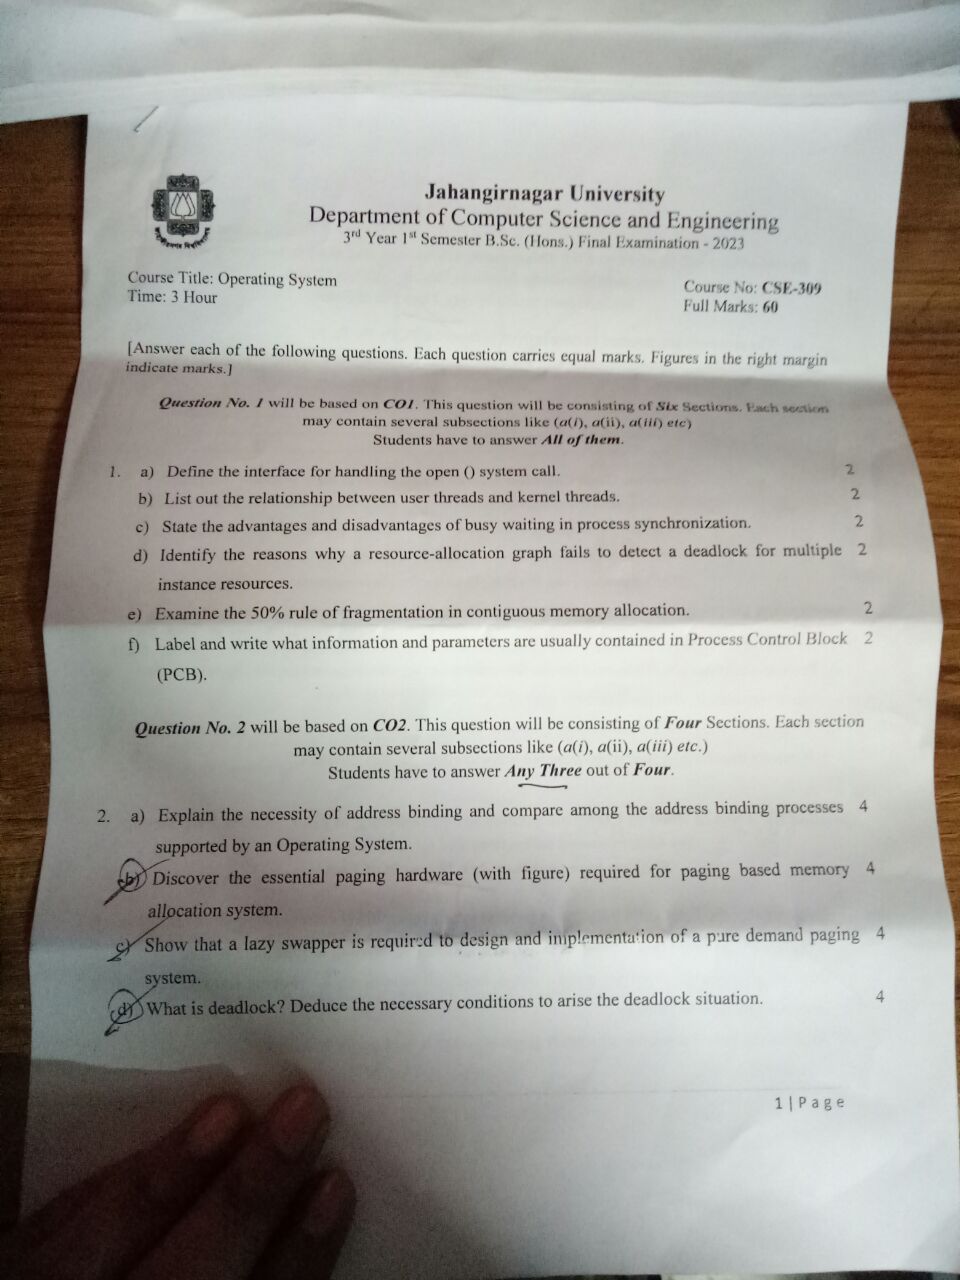 Jahangirnagar University
Department of Computer Science and Engineering
3rd Year 1st Semester B.Sc. (Hons.) Final Examination - 2023
Course Title: Operating System
Course No: CSE-309
Time: 3 Hour
Full Marks: 60
[Answer each of the following questions. Each question carries equal marks. Figures in the right margin
indicate marks.]
Question No. 1 will be based on CO1. This question will be consisting of Six Sections. Each section
may contain several subsections like (a(i), a(ii), a(iii) etc)
Students have to answer All of them.
1. a) Define the interface for handling the open () system call. 2
b) List out the relationship between user threads and kernel threads. 2
c) State the advantages and disadvantages of busy waiting in process synchronization. 2
d) Identify the reasons why a resource-allocation graph fails to detect a deadlock for multiple 2
instance resources.
e) Examine the 50% rule of fragmentation in contiguous memory allocation. 2
f) Label and write what information and parameters are usually contained in Process Control Block 2
(PCB).
Question No. 2 will be based on CO2. This question will be consisting of Four Sections. Each section
may contain several subsections like (a(i), a(ii), a(iii) etc.)
Students have to answer Any Three out of Four.
2. a) Explain the necessity of address binding and compare among the address binding processes 4
supported by an Operating System.
b) Discover the essential paging hardware (with figure) required for paging based memory 4
allocation system.
c) Show that a lazy swapper is required to design and implementation of a pure demand paging 4
system.
d) What is deadlock? Deduce the necessary conditions to arise the deadlock situation. 4
1 | Page